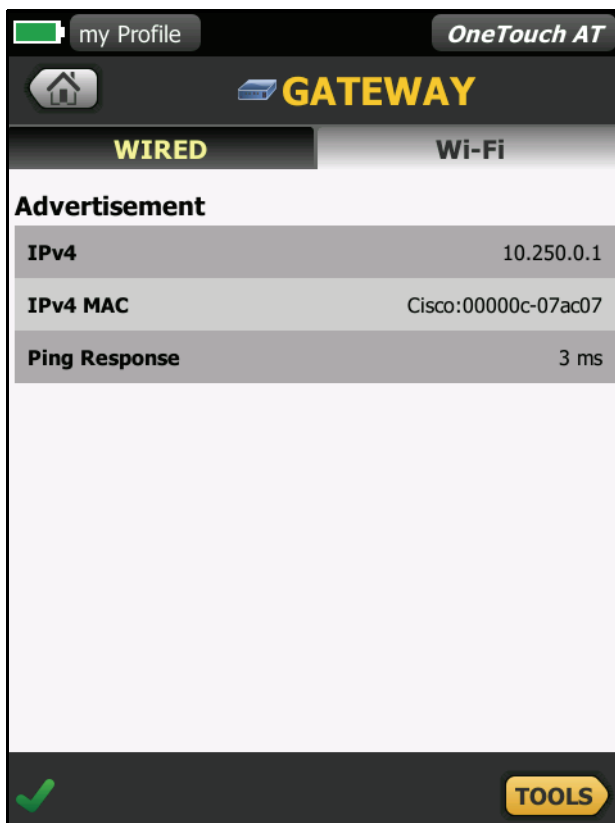 my Profile OneTouch AT
GATEWAY
WIRED Wi-Fi
Advertisement
IPv4 10.250.0.1
IPv4 MAC Cisco:00000c-07ac07
Ping Response 3 ms
TOOLS